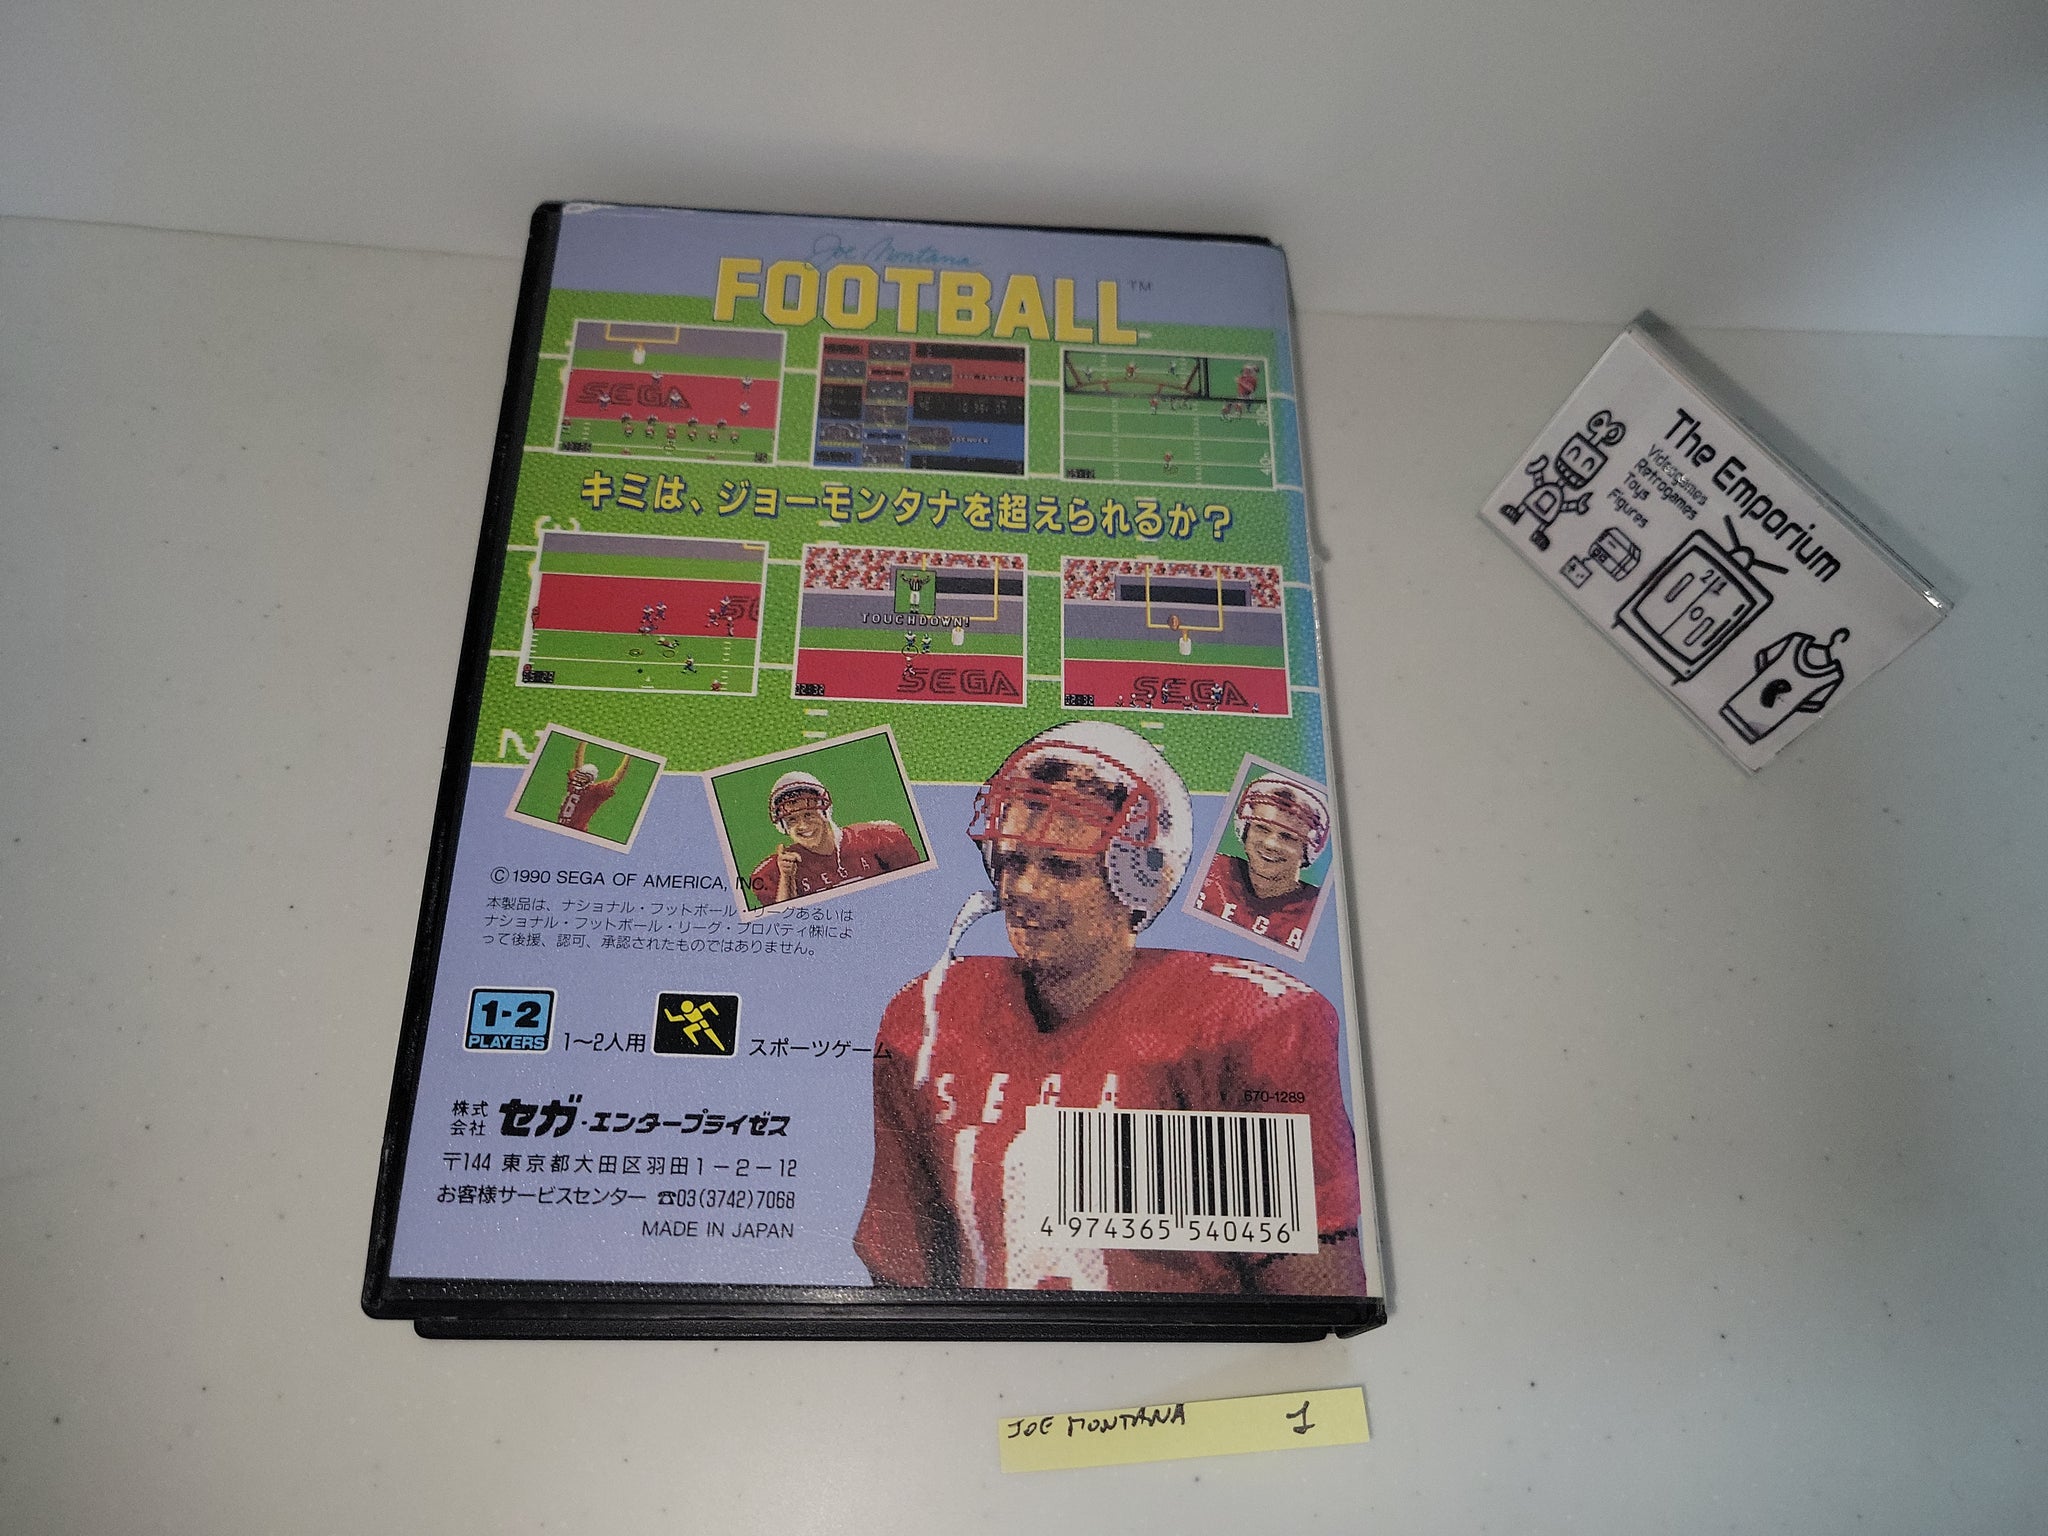 Joe Montana
FOOTBALL™
SEGA
キミは、ジョーモンタナを超えられるか?
TOUCHDOWN!
SEGA
SEGA
©1990 SEGA OF AMERICA, INC.
本製品は、ナショナル・フットボール・リーグあるいは
ナショナル・フットボール・リーグ・プロパティ㈱によ
って後援、認可、承認されたものではありません。
SEGA
SEGA
1-2
PLAYERS
1〜2人用
スポーツゲーム
SEGA
670-1289
株式
会社
セガ・エンタープライゼス
〒144 東京都大田区羽田1-2-12
お客様サービスセンター ☎03(3742)7068
MADE IN JAPAN
4 974365 540456
The Emporium
Videogames
Retrogames
Toys
Figures
JOE MONTANA 1